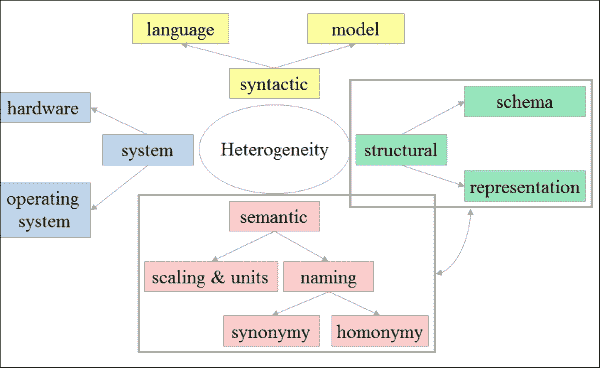 language
model
syntactic
hardware
system
operating
system
Heterogeneity
schema
structural
representation
semantic
scaling & units
naming
synonymy
homonymy